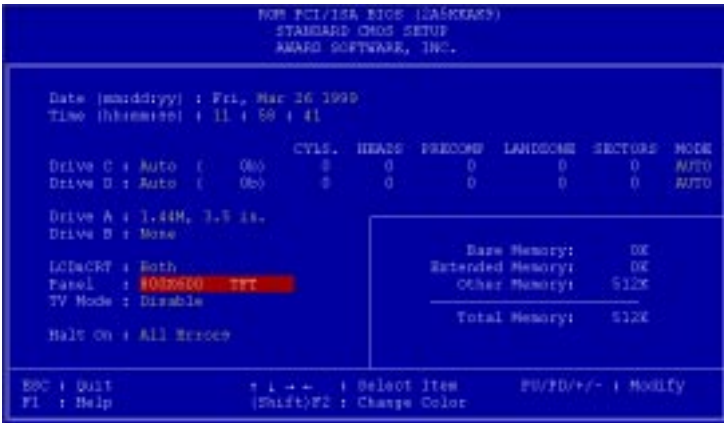 ROM PCI/ISA BIOS (2A5KKAK9)
STANDARD CMOS SETUP
AWARD SOFTWARE, INC.
Date (mm:dd:yy) : Fri, Mar 26 1999
Time (hh:mm:ss) : 11 : 58 : 41
CYLS. HEADS PRECOMP LANDZONE SECTORS MODE
Drive C : Auto ( 0Mb) 0 0 0 0 0 AUTO
Drive D : Auto ( 0Mb) 0 0 0 0 0 AUTO
Drive A : 1.44M, 3.5 in.
Drive B : None
LCD&CRT : Both
Panel : 800X600 TFT
TV Mode : Disable
Halt On : All Errors
Base Memory: 0K
Extended Memory: 0K
Other Memory: 512K
Total Memory: 512K
ESC : Quit ↑ ↓ → ← : Select Item PU/PD/+/- : Modify
F1 : Help (Shift)F2 : Change Color